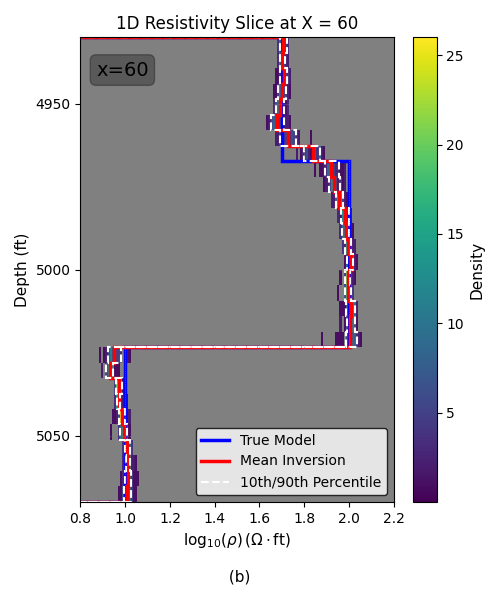 1D Resistivity Slice at X = 60
x=60
4950
5000
5050
Depth (ft)
0.8 1.0 1.2 1.4 1.6 1.8 2.0 2.2
log₁₀(ρ) (Ω · ft)
True Model
Mean Inversion
10th/90th Percentile
25
20
15
10
5
Density
(b)